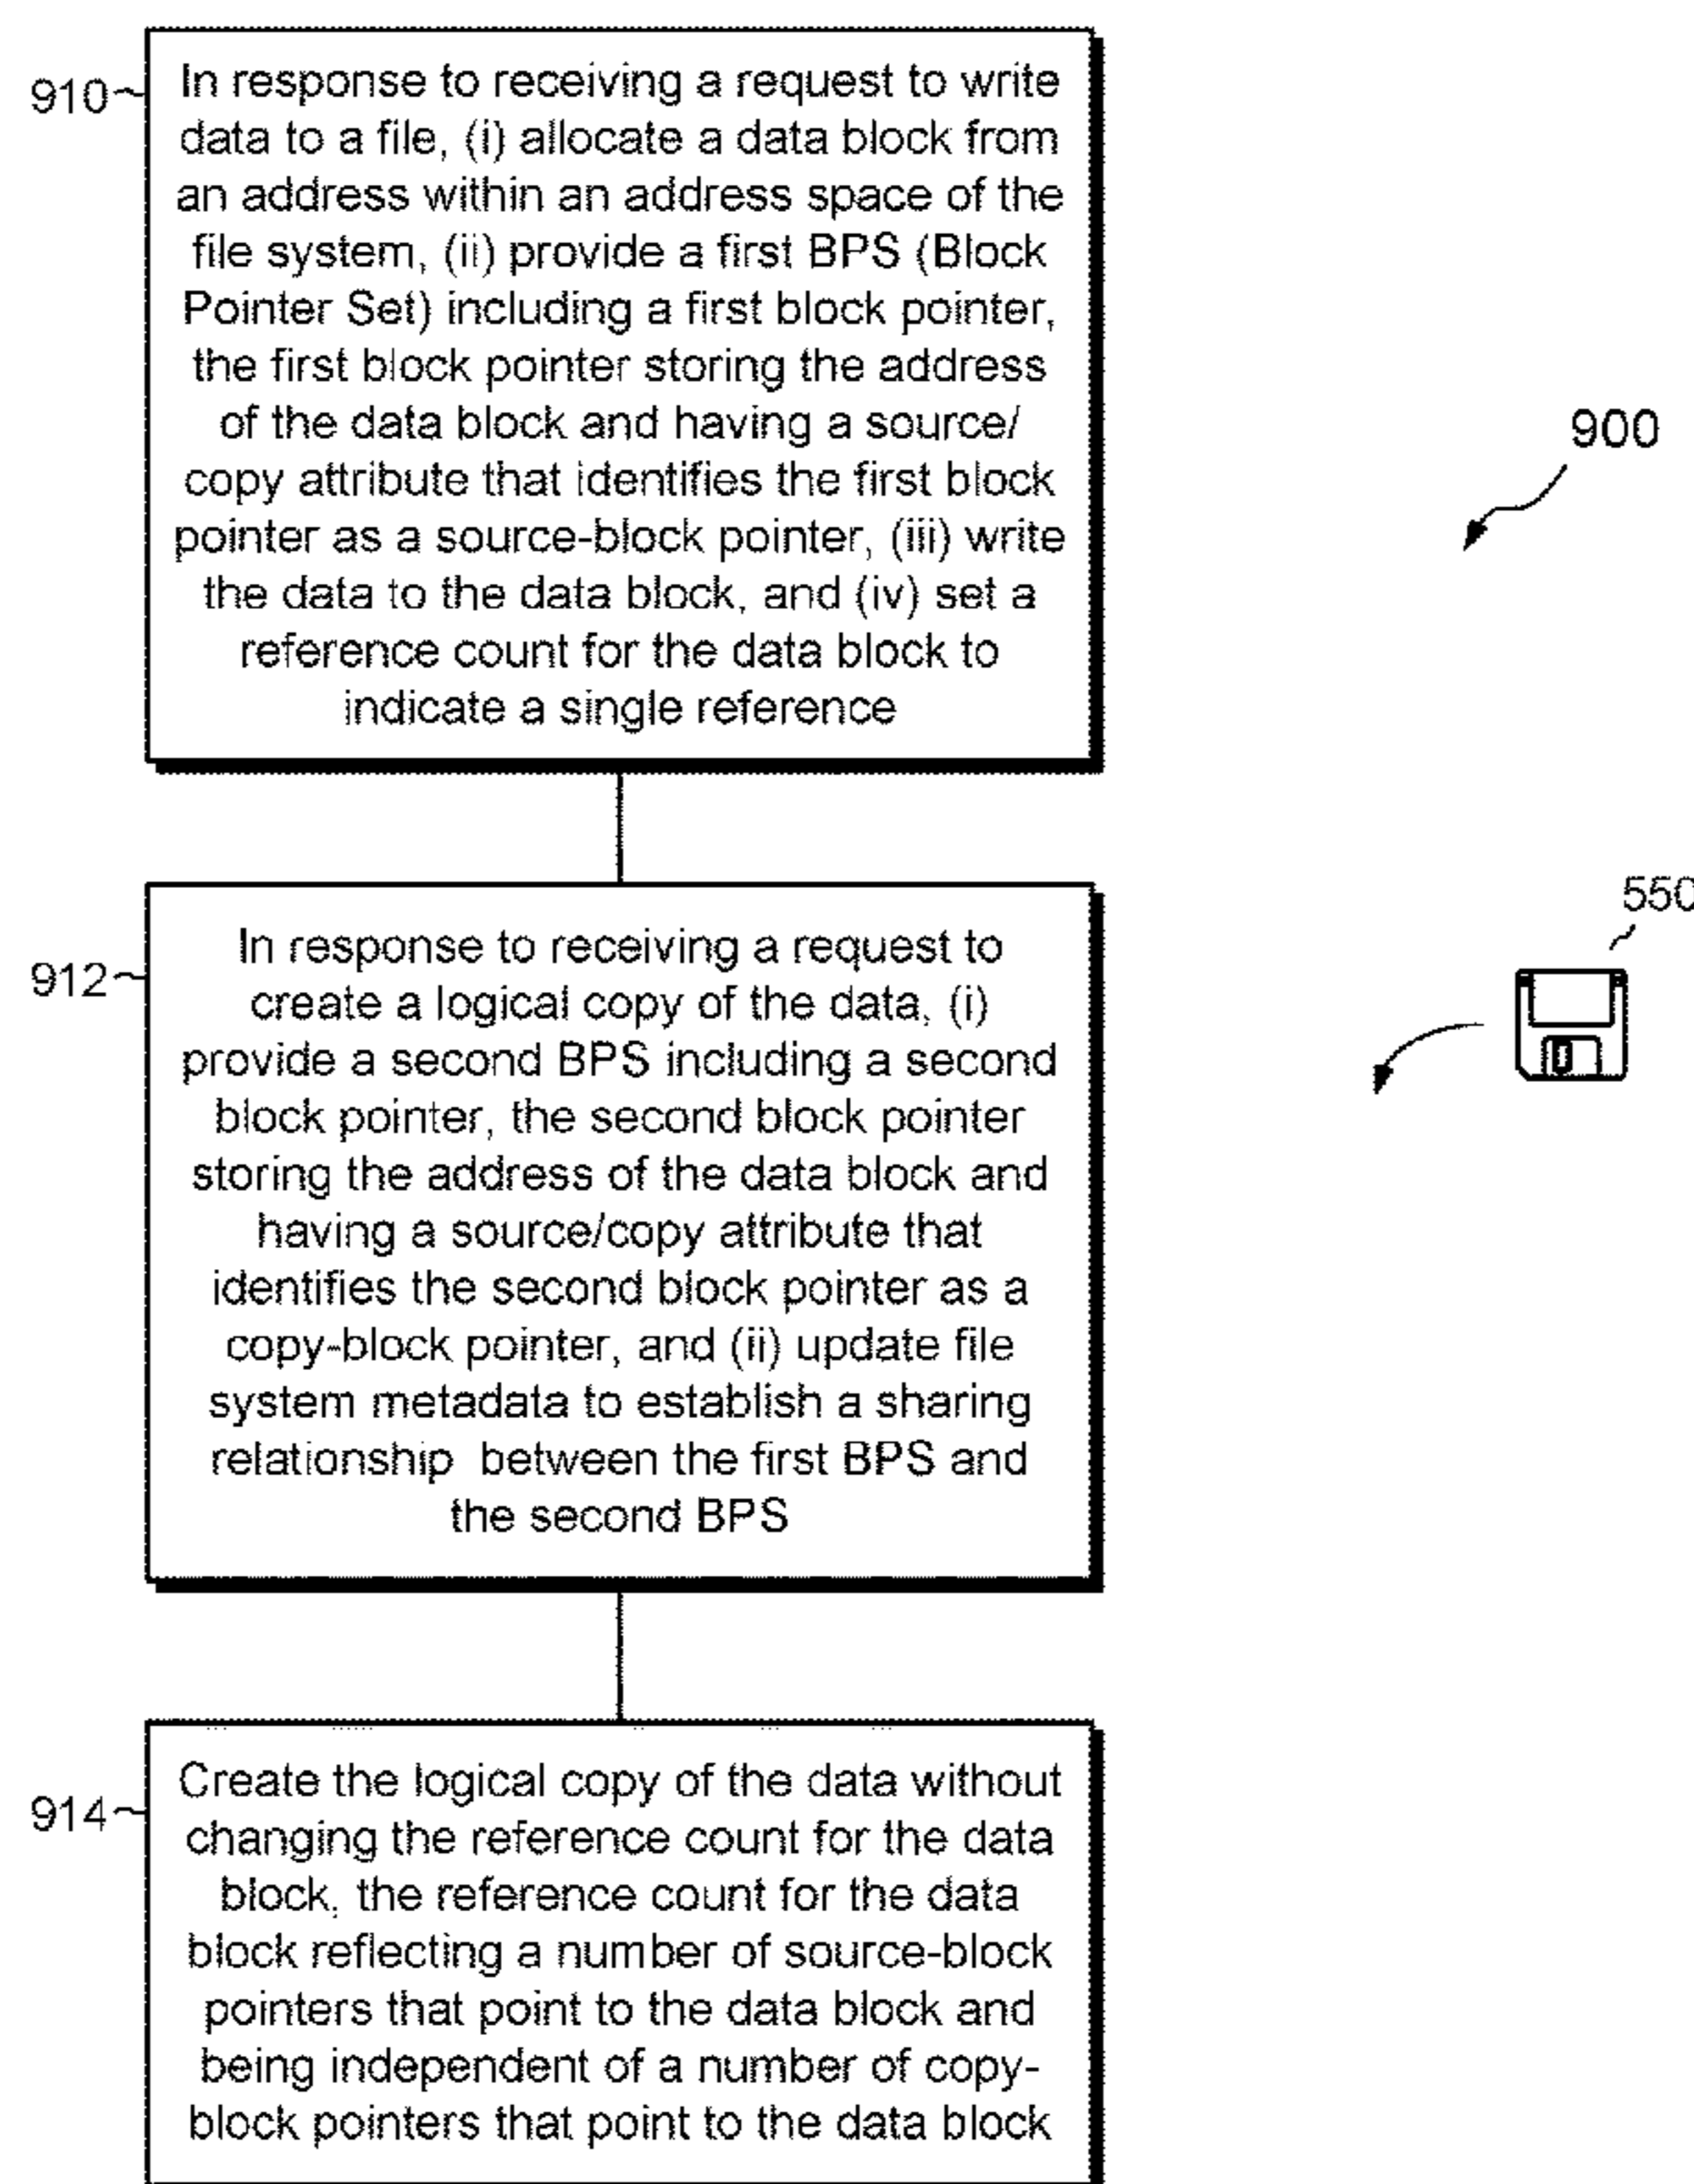 910
In response to receiving a request to write
data to a file, (i) allocate a data block from
an address within an address space of the
file system, (ii) provide a first BPS (Block
Pointer Set) including a first block pointer,
the first block pointer storing the address
of the data block and having a source/
copy attribute that identifies the first block
pointer as a source-block pointer, (iii) write
the data to the data block, and (iv) set a
reference count for the data block to
indicate a single reference
900
550
912
In response to receiving a request to
create a logical copy of the data, (i)
provide a second BPS including a second
block pointer, the second block pointer
storing the address of the data block and
having a source/copy attribute that
identifies the second block pointer as a
copy-block pointer, and (ii) update file
system metadata to establish a sharing
relationship between the first BPS and
the second BPS
914
Create the logical copy of the data without
changing the reference count for the data
block, the reference count for the data
block reflecting a number of source-block
pointers that point to the data block and
being independent of a number of copy-
block pointers that point to the data block